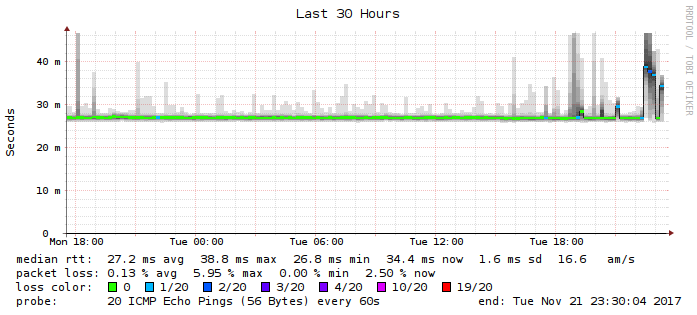 Last 30 Hours
RRDTOOL / TOBI OETIKER
Seconds
40 m
30 m
20 m
10 m
0
Mon 18:00 Tue 00:00 Tue 06:00 Tue 12:00 Tue 18:00
median rtt: 27.2 ms avg 38.8 ms max 26.8 ms min 34.4 ms now 1.6 ms sd 16.6 am/s
packet loss: 0.13 % avg 5.95 % max 0.00 % min 2.50 % now
loss color: 0 1/20 2/20 3/20 4/20 10/20 19/20
probe: 20 ICMP Echo Pings (56 Bytes) every 60s end: Tue Nov 21 23:30:04 2017